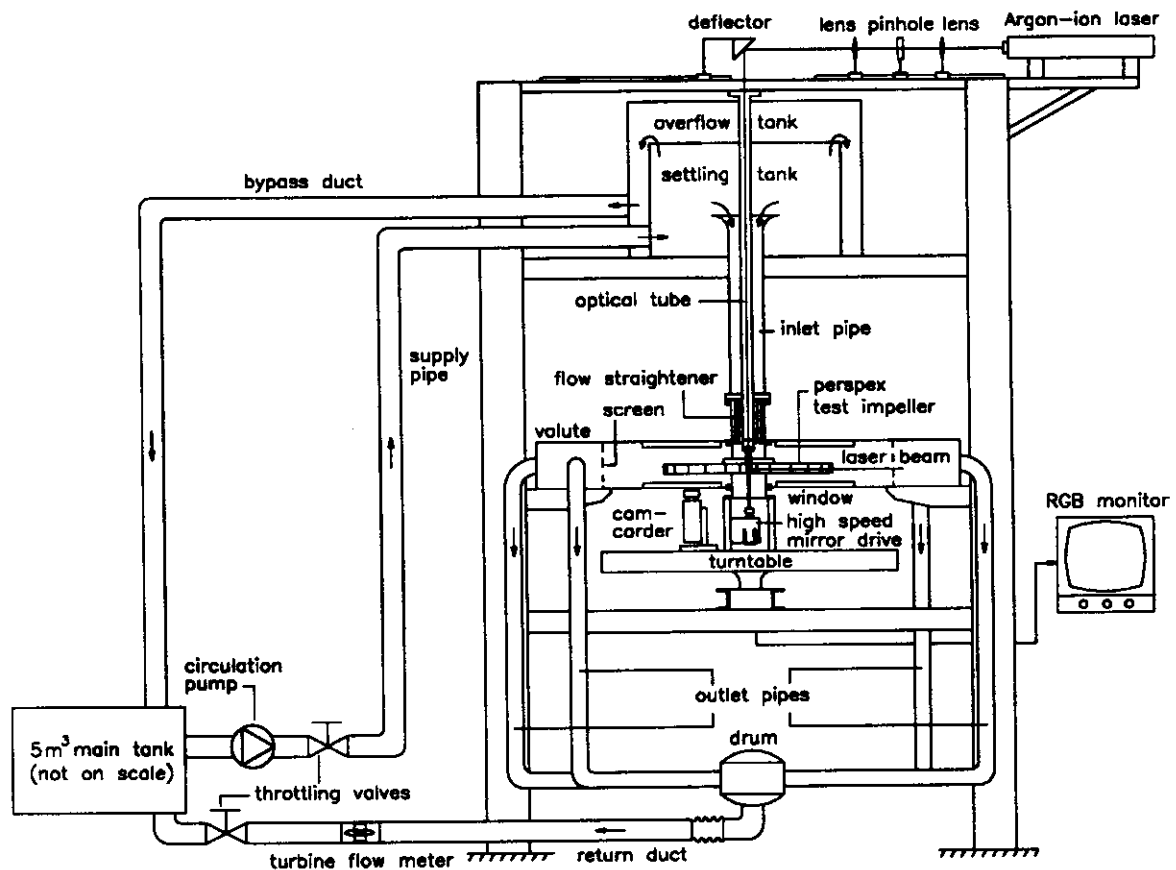 deflector
lens pinhole lens
Argon-ion laser
averflow tank
settling tank
bypass duct
optical tube
inlet pipe
supply
pipe
flow straightener
screen
perspex
test impeller
valute
laser beam
window
cam-
corder
high speed
mirror drive
turntable
RGB monitor
circulation
pump
outlet pipes
5m³ main tank
(not on scale)
drum
throttling valves
turbine flow meter
return duct